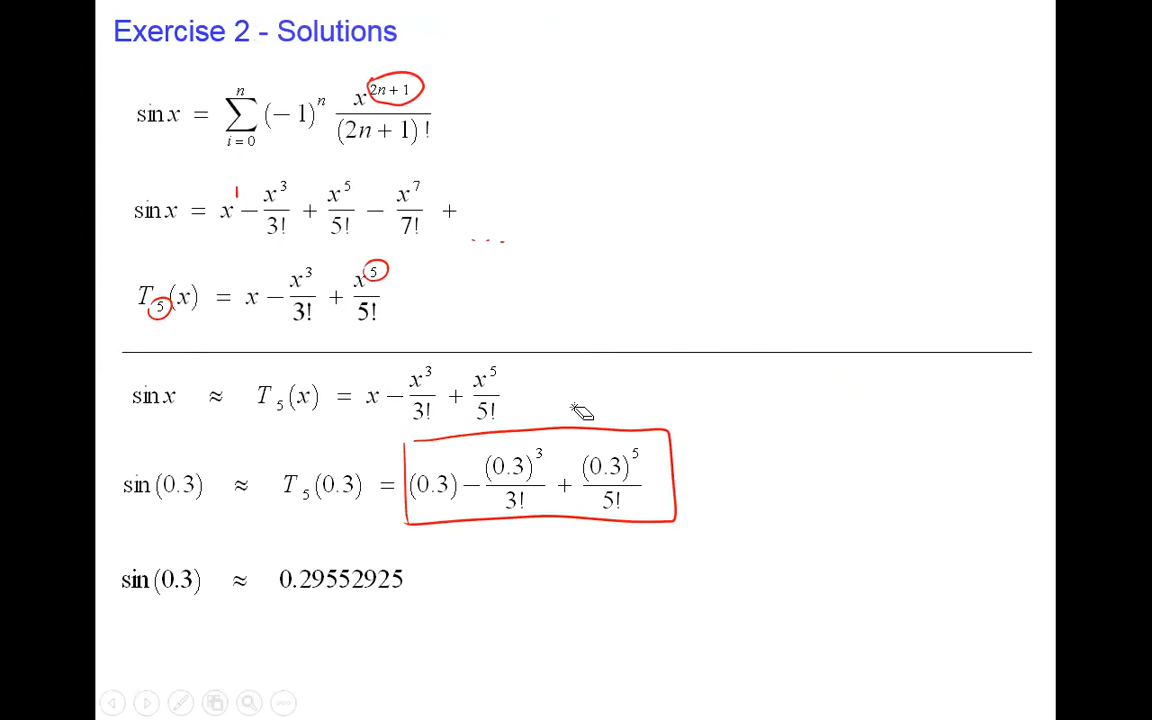 Exercise 2 - Solutions
sin x = ∑_{i=0}^{n} (−1)^n x^{2n+1} / (2n+1)!
sin x = x^1 − x^3/3! + x^5/5! − x^7/7! + ...
T_5(x) = x − x^3/3! + x^5/5!
sin x ≈ T_5(x) = x − x^3/3! + x^5/5!
sin(0.3) ≈ T_5(0.3) = (0.3) − (0.3)^3/3! + (0.3)^5/5!
sin(0.3) ≈ 0.29552925